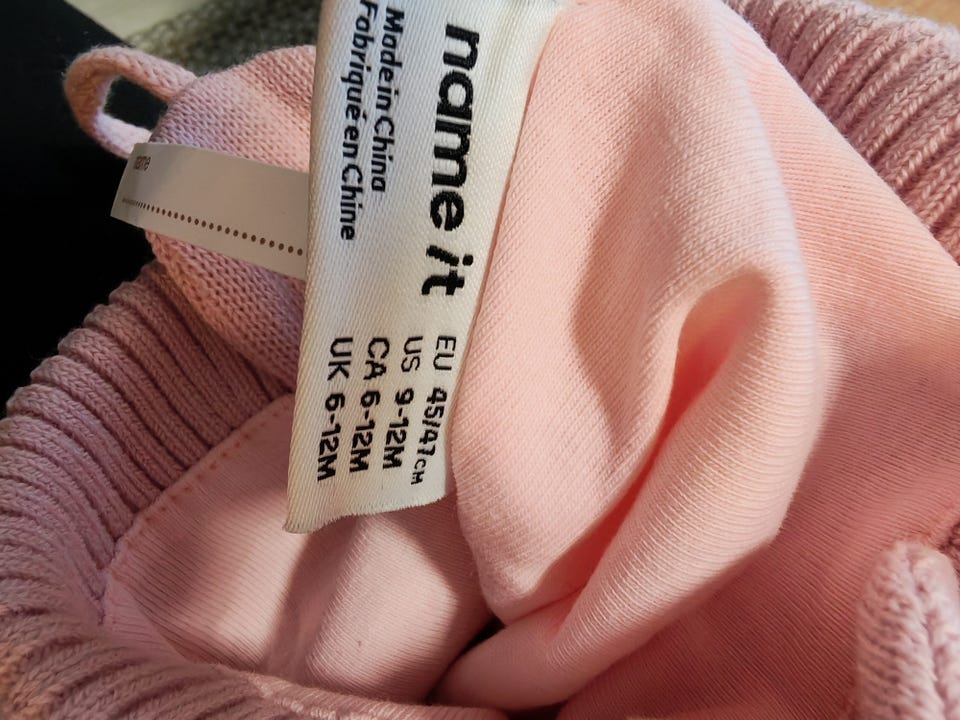 name it
Made in China
Fabriqué en Chine
EU 45/47CM
US 9-12M
CA 6-12M
UK 6-12M
name